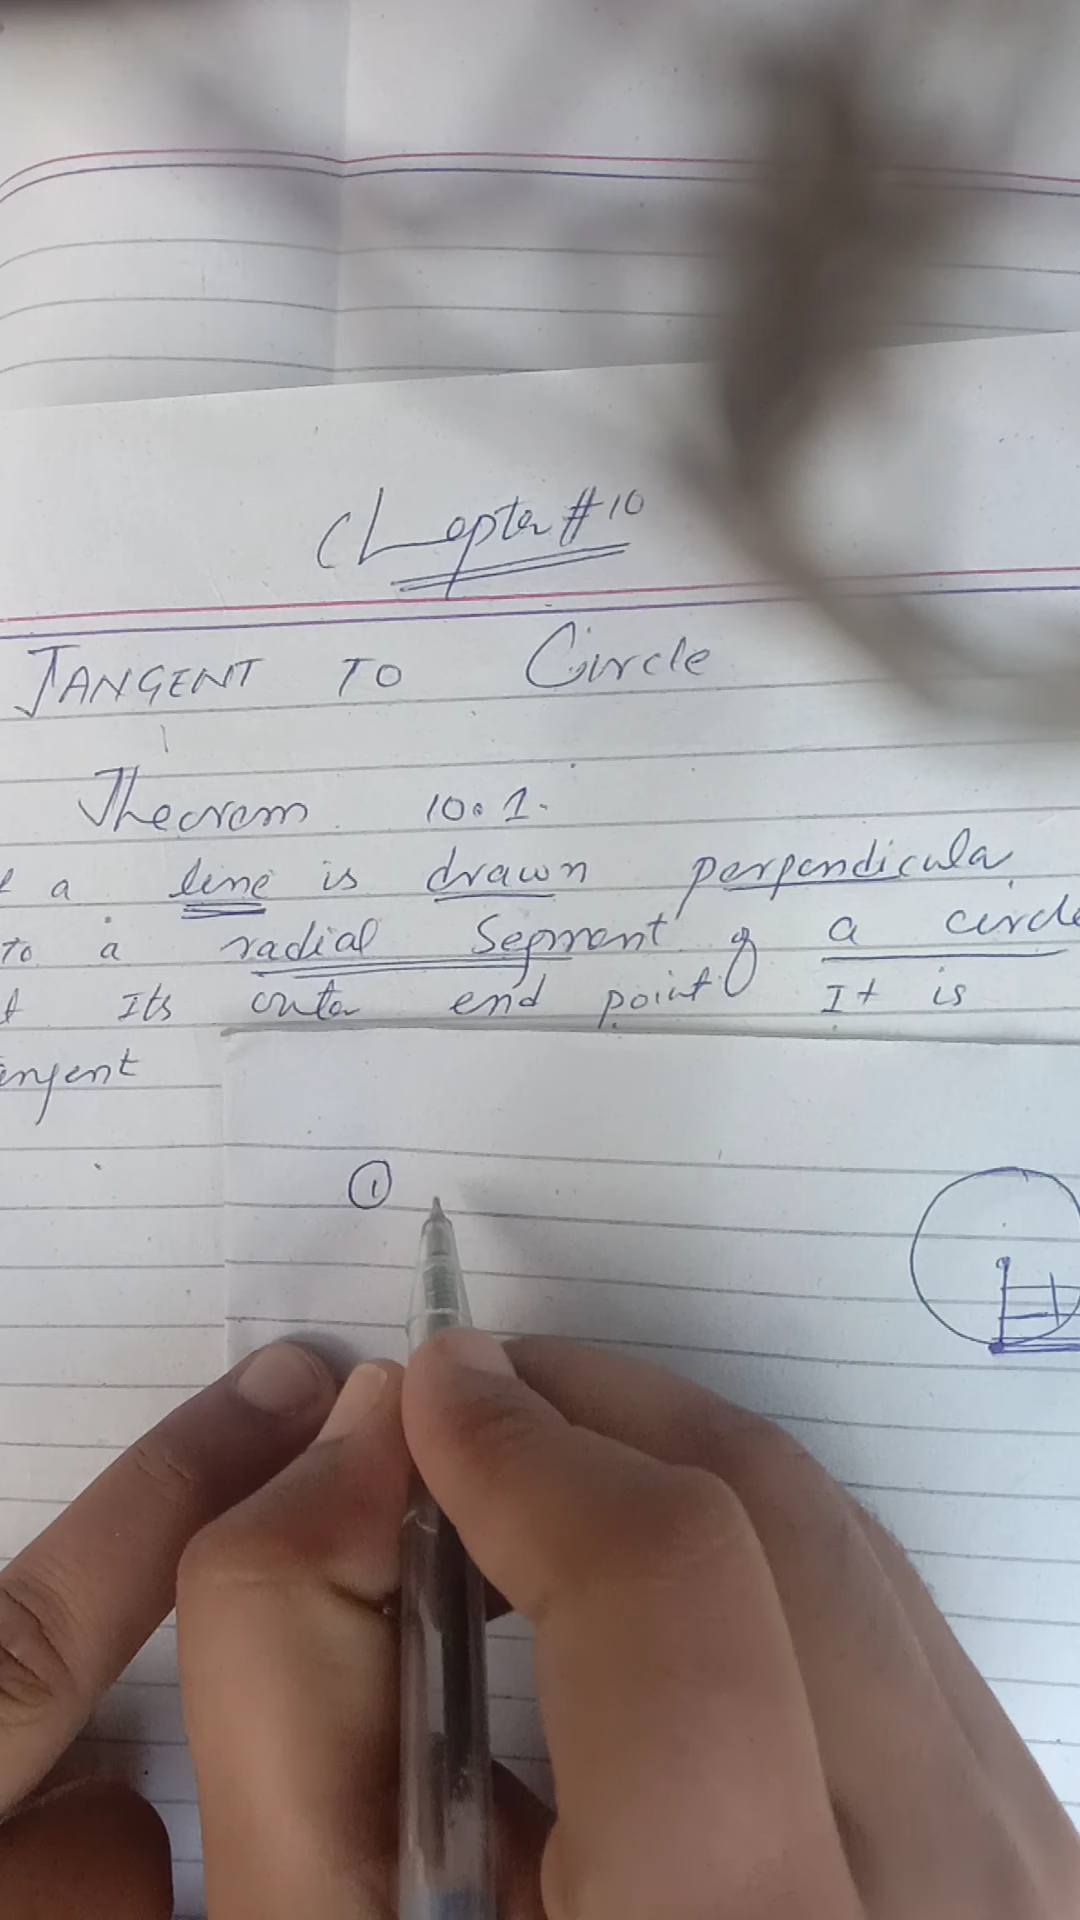 Chapter #10
TANGENT TO Circle
Theorem 10.1.
a line is drawn perpendicula
to a radial Segment of a circle
Its outer end point It is
①